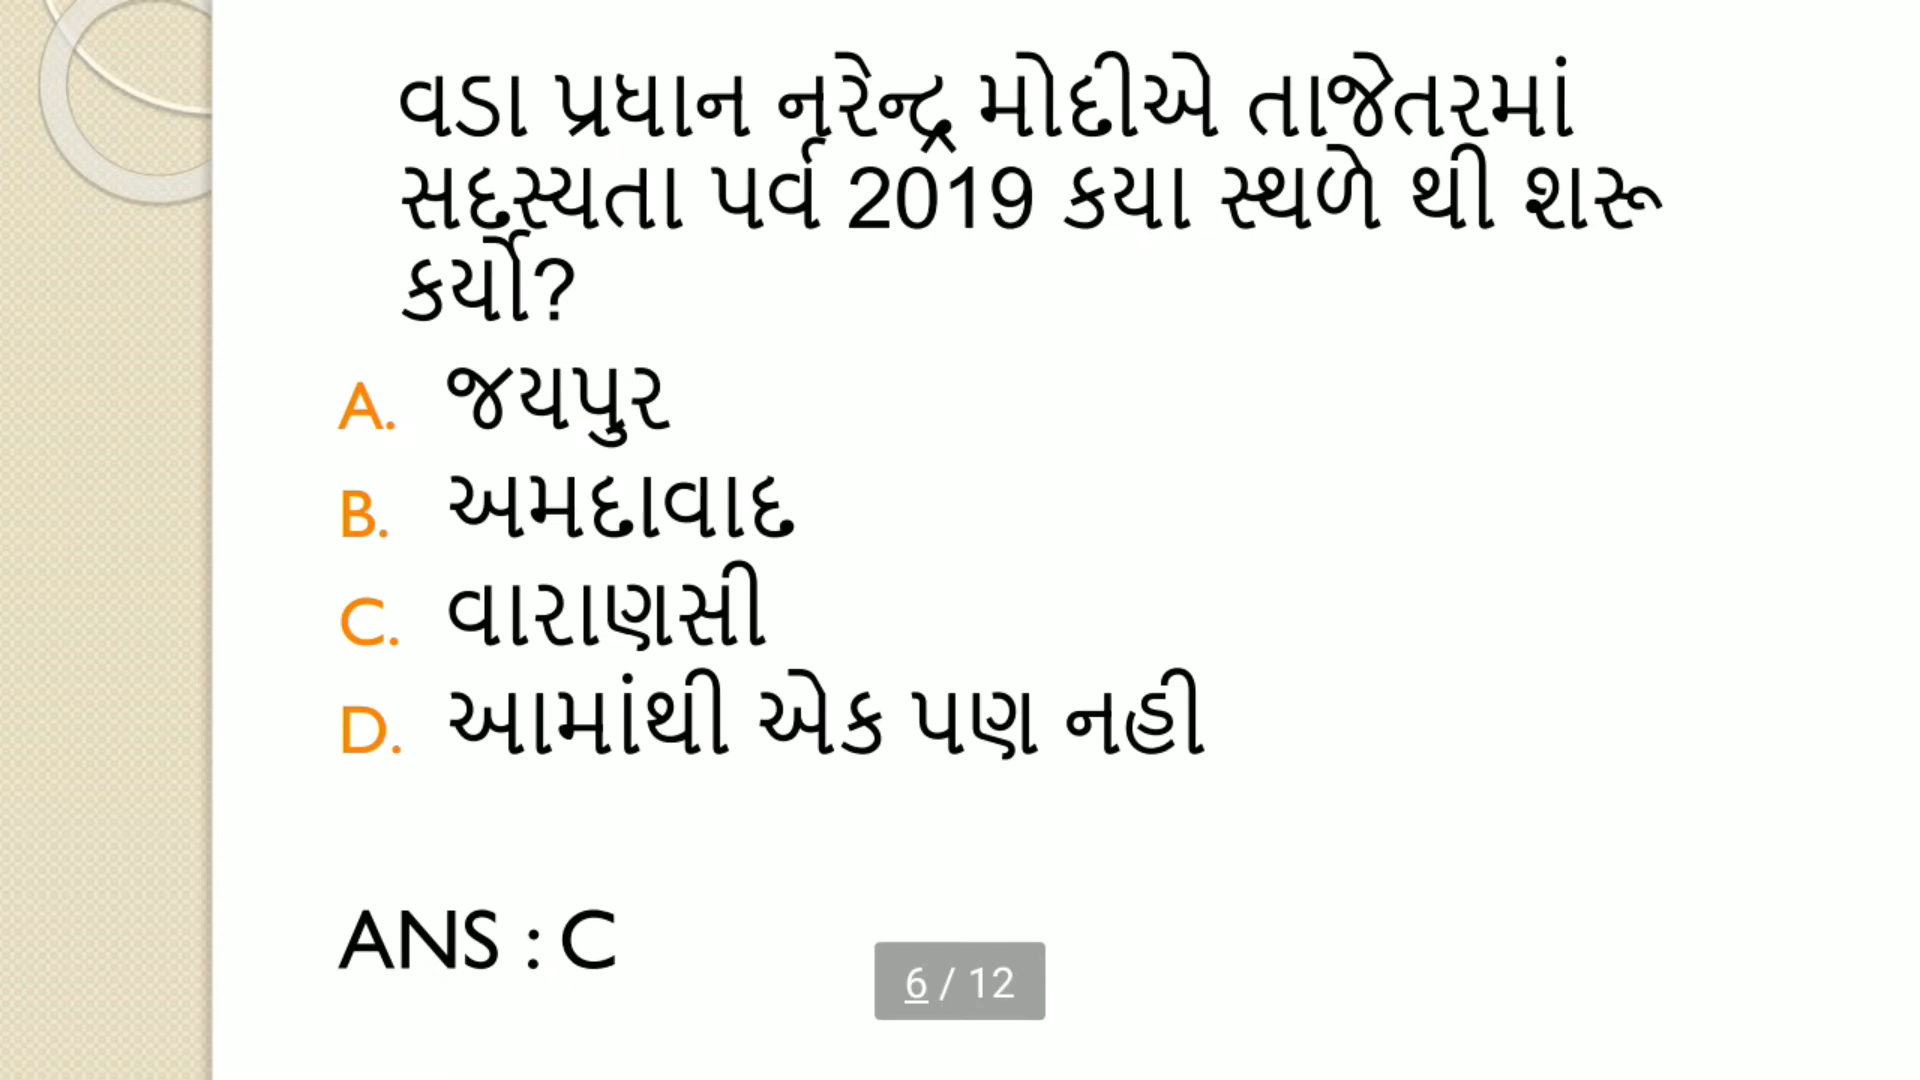 વડા પ્રધાન નરેન્દ્ર મોદીએ તાજેતરમાં
સદસ્યતા પર્વ 2019 કયા સ્થળે થી શરૂ
કર્યો?
A. જયપુર
B. અમદાવાદ
C. વારાણસી
D. આમાંથી એક પણ નહી
ANS : C
6 / 12